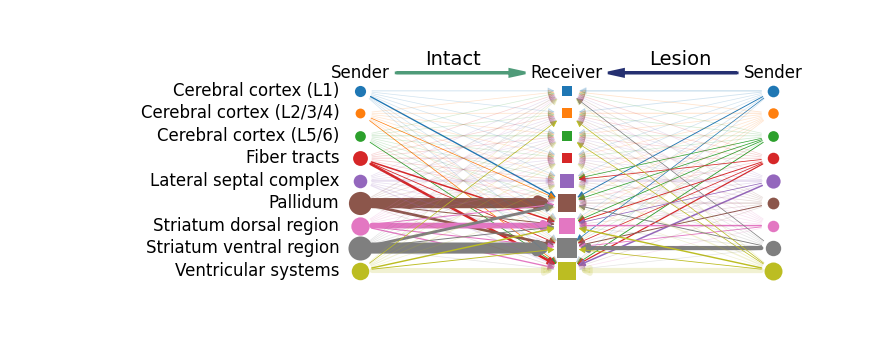 Intact Lesion
Sender Receiver Sender
Cerebral cortex (L1)
Cerebral cortex (L2/3/4)
Cerebral cortex (L5/6)
Fiber tracts
Lateral septal complex
Pallidum
Striatum dorsal region
Striatum ventral region
Ventricular systems